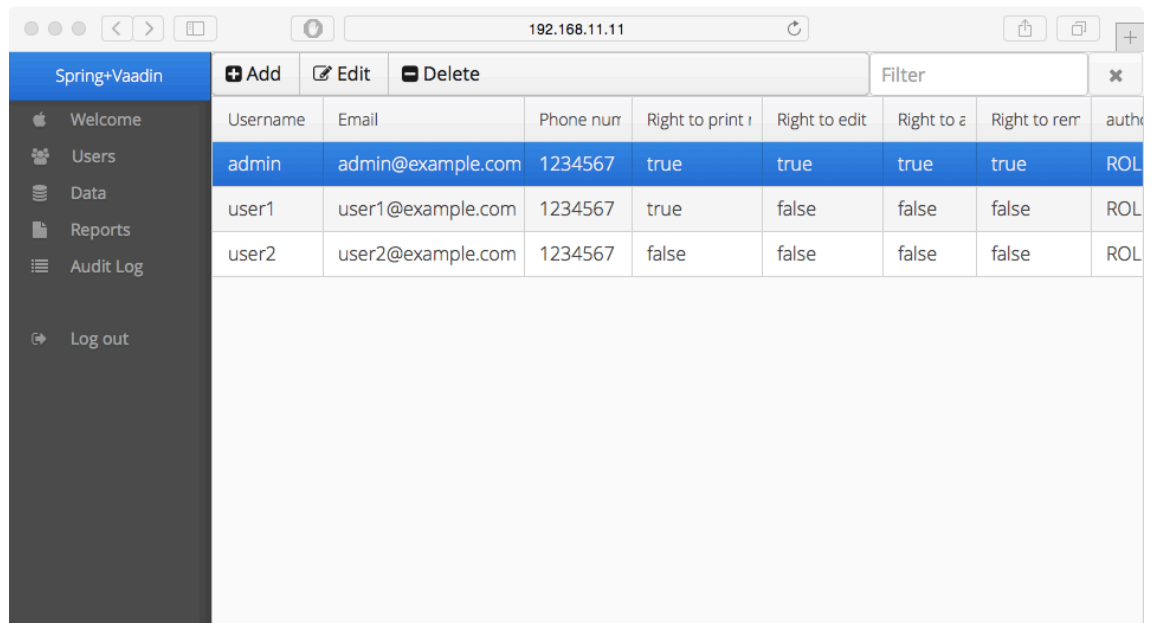 192.168.11.11
Spring+Vaadin
Add Edit Delete Filter
Welcome
Users
Data
Reports
Audit Log
Log out
Username Email Phone num Right to print Right to edit Right to a Right to rem autho
admin admin@example.com 1234567 true true true true ROL
user1 user1@example.com 1234567 true false false false ROL
user2 user2@example.com 1234567 false false false false ROL